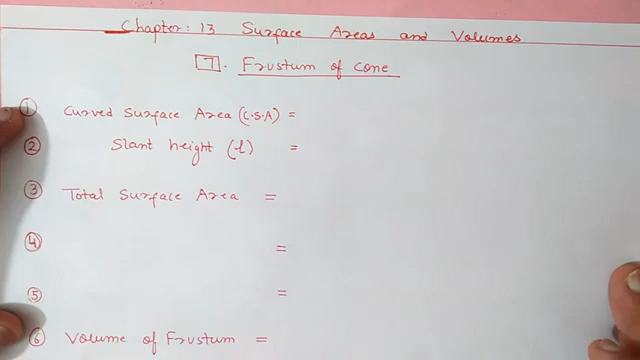 Chapter: 13 Surface Areas and Volumes
7. Frustum of Cone
① Curved Surface Area (C.S.A) =
② Slant height (l) =
③ Total Surface Area =
④ =
⑤ =
⑥ Volume of Frustum =